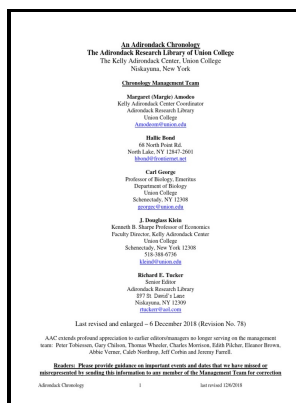 An Adirondack Chronology
The Adirondack Research Library of Union College
The Kelly Adirondack Center, Union College
Niskayuna, New York
Chronology Management Team
Margaret (Margie) Amodeo
Kelly Adirondack Center Coordinator
Adirondack Research Library
Union College
Amodeom@union.edu
Hallie Bond
68 North Point Rd.
North Lake, NY 12847-2601
hbond@frontiernet.net
Carl George
Professor of Biology, Emeritus
Department of Biology
Union College
Schenectady, NY 12308
georgec@union.edu
J. Douglass Klein
Kenneth B. Sharpe Professor of Economics
Faculty Director, Kelly Adirondack Center
Union College
Schenectady, New York 12308
518-388-6736
kleind@union.edu
Richard E. Tucker
Senior Editor
Adirondack Research Library
897 St. David's Lane
Niskayuna, NY 12309
rtuckerr@aol.com
Last revised and enlarged – 6 December 2018 (Revision No. 78)
AAC extends profound appreciation to earlier editors/managers no longer serving on the management
team: Peter Tobiessen, Gary Chilson, Thomas Wheeler, Charles Morrison, Edith Pilcher, Eleanor Brown,
Abbie Verner, Caleb Northrop, Jeff Corbin and Jeremy Farrell.
Readers: Please provide guidance on important events and dates that we have missed or
misrepresented by sending this information to any member of the Management Team for correction
Adirondack Chronology 1 last revised 12/6/2018